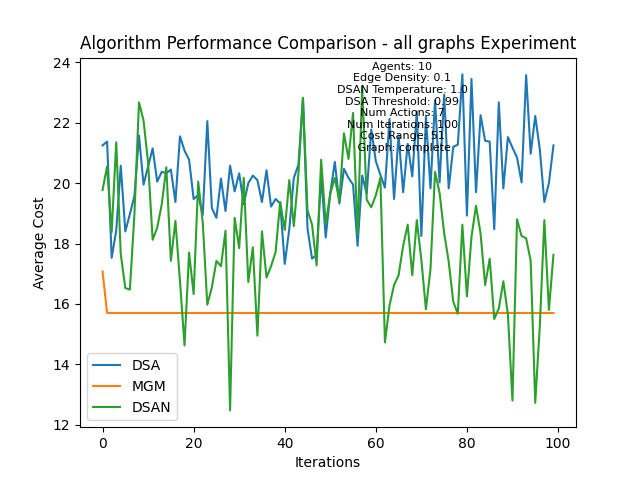 Algorithm Performance Comparison - all graphs Experiment
Agents: 10
Edge Density: 0.1
DSAN Temperature: 1.0
DSA Threshold: 0.99
Num Actions: 7
Num Iterations: 100
Cost Range: 51
Graph: complete
24
22
20
18
16
14
12
Average Cost
DSA
MGM
DSAN
0
20
40
60
80
100
Iterations